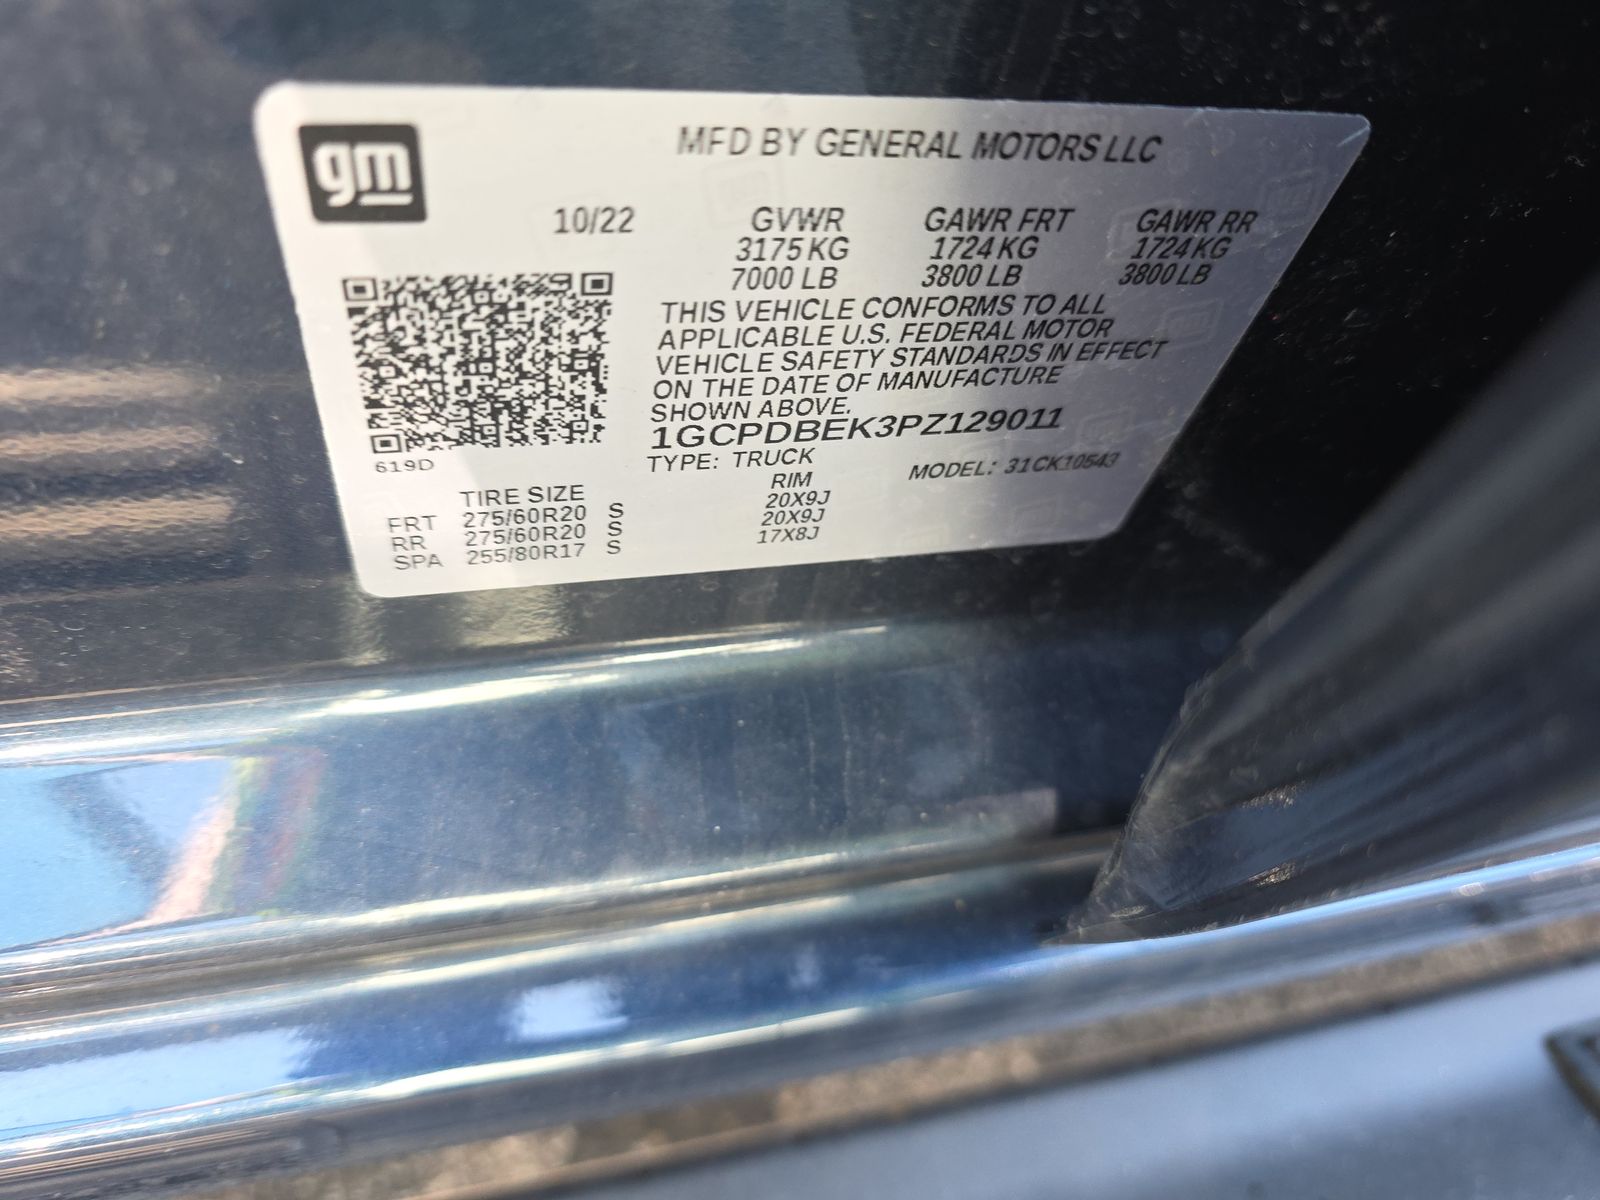 gm
MFD BY GENERAL MOTORS LLC
10/22 GVWR GAWR FRT GAWR RR
3175 KG 1724 KG 1724 KG
7000 LB 3800 LB 3800 LB
THIS VEHICLE CONFORMS TO ALL
APPLICABLE U.S. FEDERAL MOTOR
VEHICLE SAFETY STANDARDS IN EFFECT
ON THE DATE OF MANUFACTURE
SHOWN ABOVE.
1GCPDBEK3PZ129011
619D
TYPE: TRUCK MODEL: 31CK10543
TIRE SIZE RIM
FRT 275/60R20 S 20X9J
RR 275/60R20 S 20X9J
SPA 255/80R17 S 17X8J